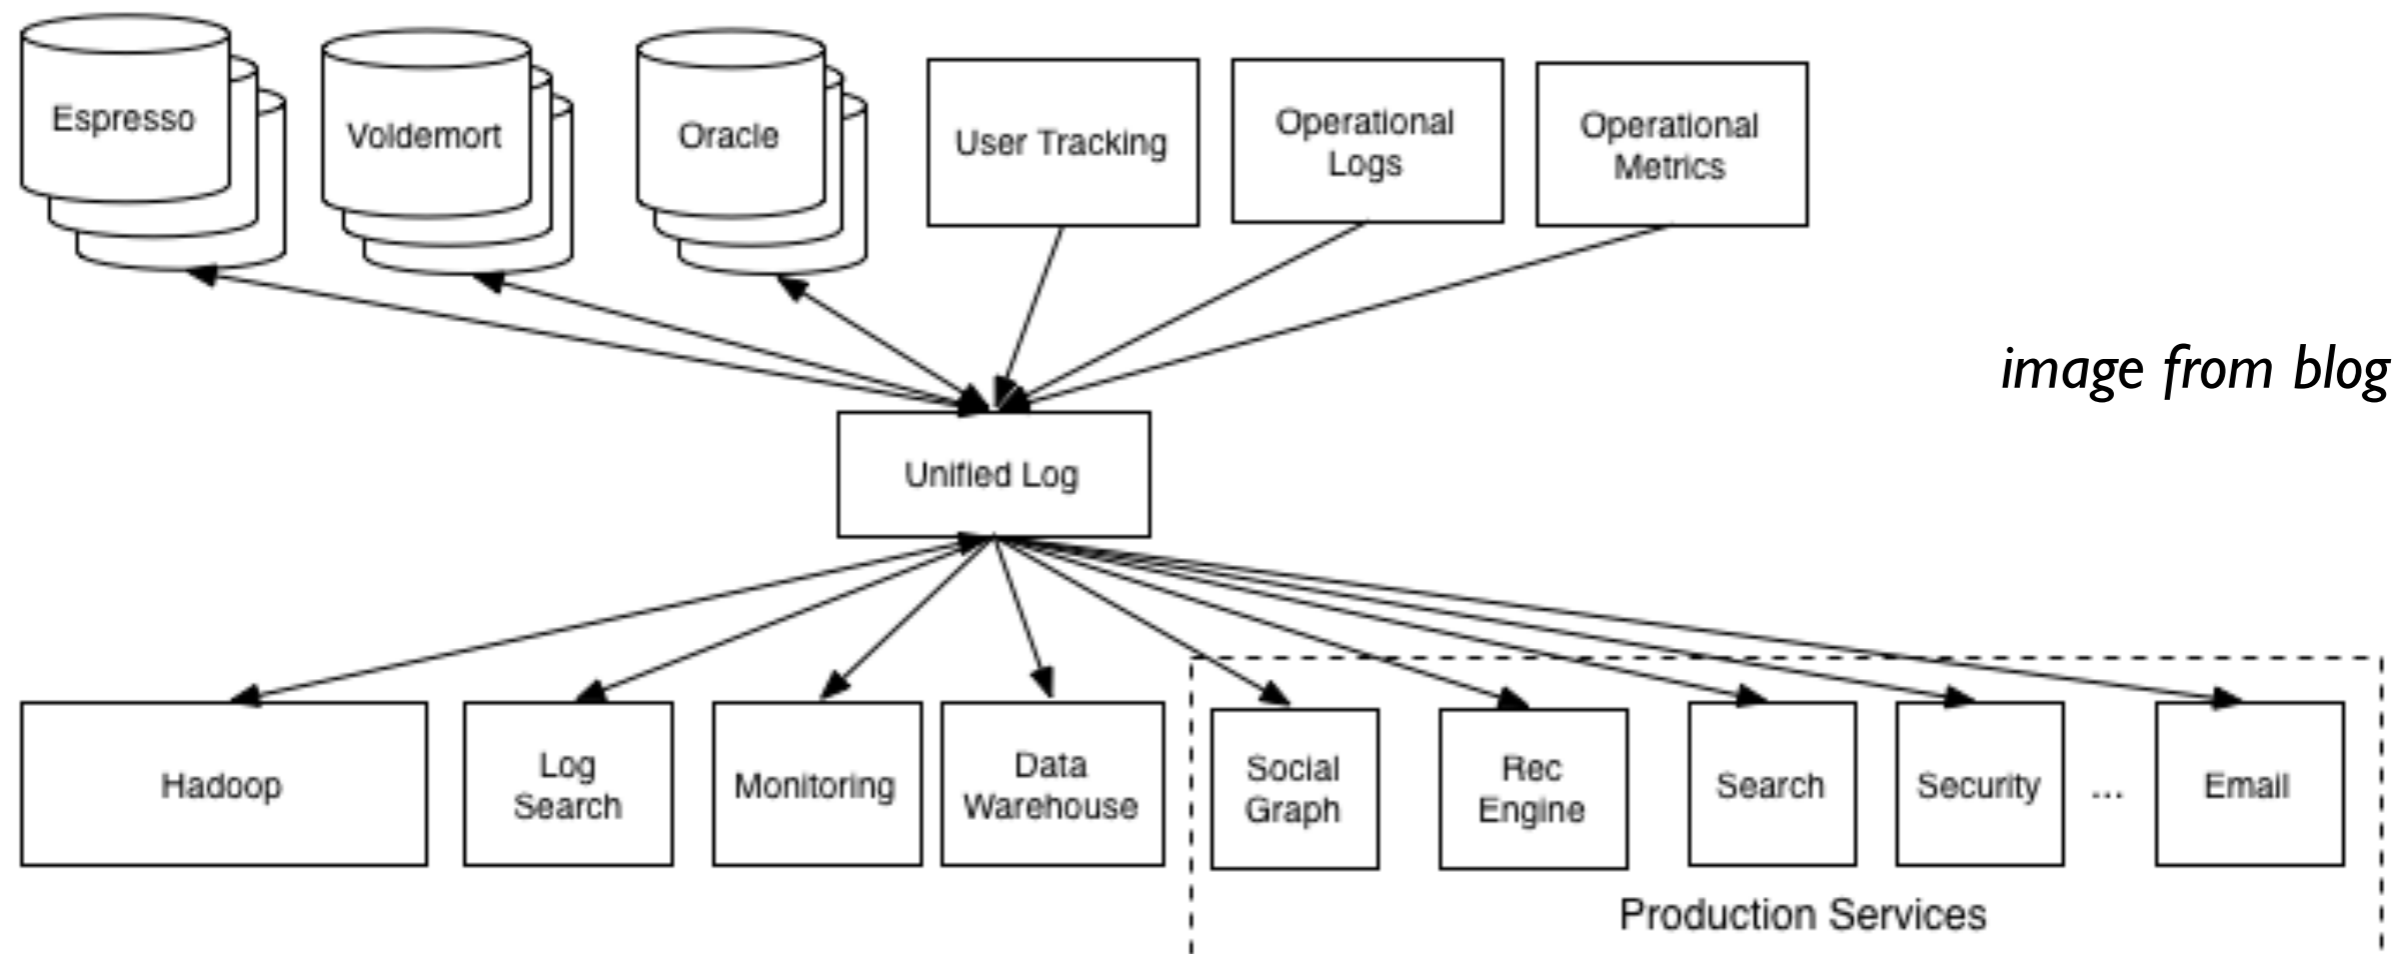 Espresso
Voldemort
Oracle
User Tracking
Operational
Logs
Operational
Metrics
image from blog
Unified Log
Hadoop
Log
Search
Monitoring
Data
Warehouse
Social
Graph
Rec
Engine
Search
Security
...
Email
Production Services